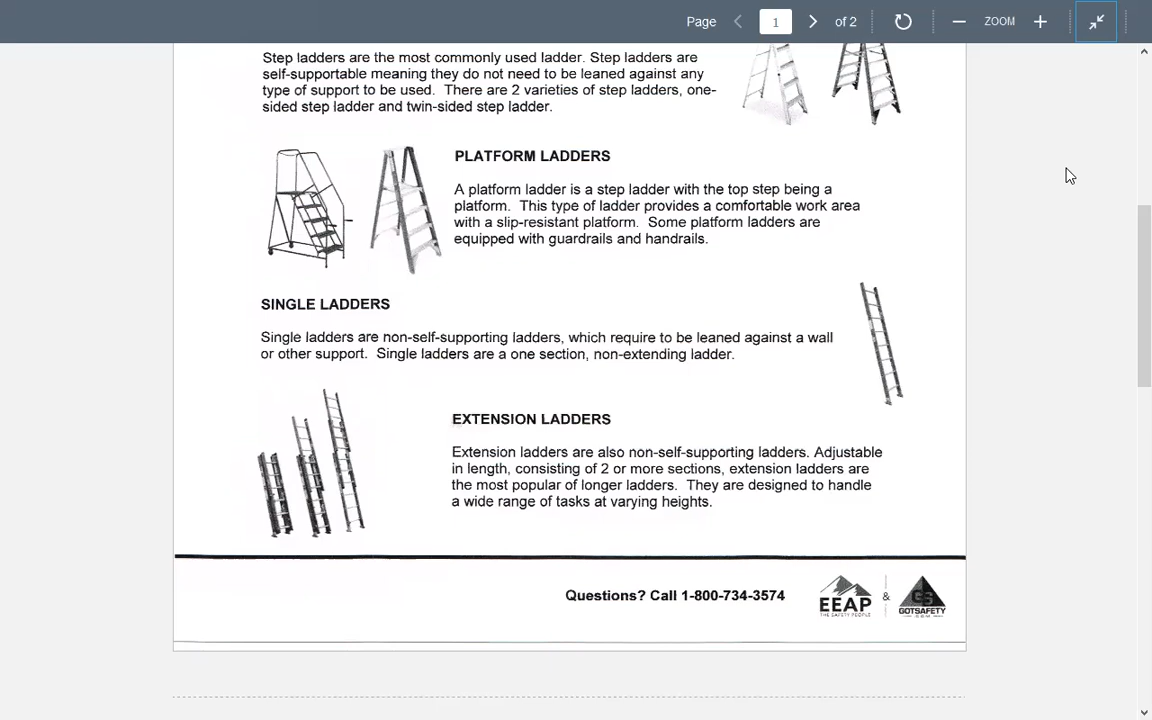 Page 1 of 2 ZOOM
Step ladders are the most commonly used ladder. Step ladders are
self-supportable meaning they do not need to be leaned against any
type of support to be used. There are 2 varieties of step ladders, one-
sided step ladder and twin-sided step ladder.
PLATFORM LADDERS
A platform ladder is a step ladder with the top step being a
platform. This type of ladder provides a comfortable work area
with a slip-resistant platform. Some platform ladders are
equipped with guardrails and handrails.
SINGLE LADDERS
Single ladders are non-self-supporting ladders, which require to be leaned against a wall
or other support. Single ladders are a one section, non-extending ladder.
EXTENSION LADDERS
Extension ladders are also non-self-supporting ladders. Adjustable
in length, consisting of 2 or more sections, extension ladders are
the most popular of longer ladders. They are designed to handle
a wide range of tasks at varying heights.
Questions? Call 1-800-734-3574
EEAP
THE SAFETY PEOPLE
&
GS
GOTSAFETY
.COM